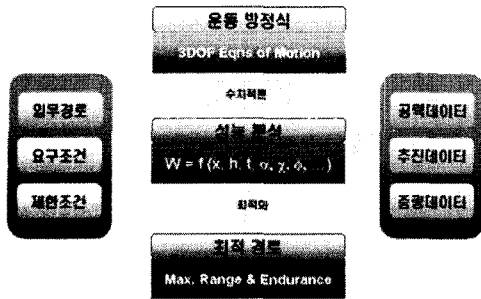 운동 방정식
3DOF Eqns of Motion
수치적분
성능 분석
W = f (x, h, t, α, χ, φ, ...)
최적화
최적 경로
Max. Range & Endurance
임무경로
요구조건
제한조건
공력데이터
추진데이터
중량데이터